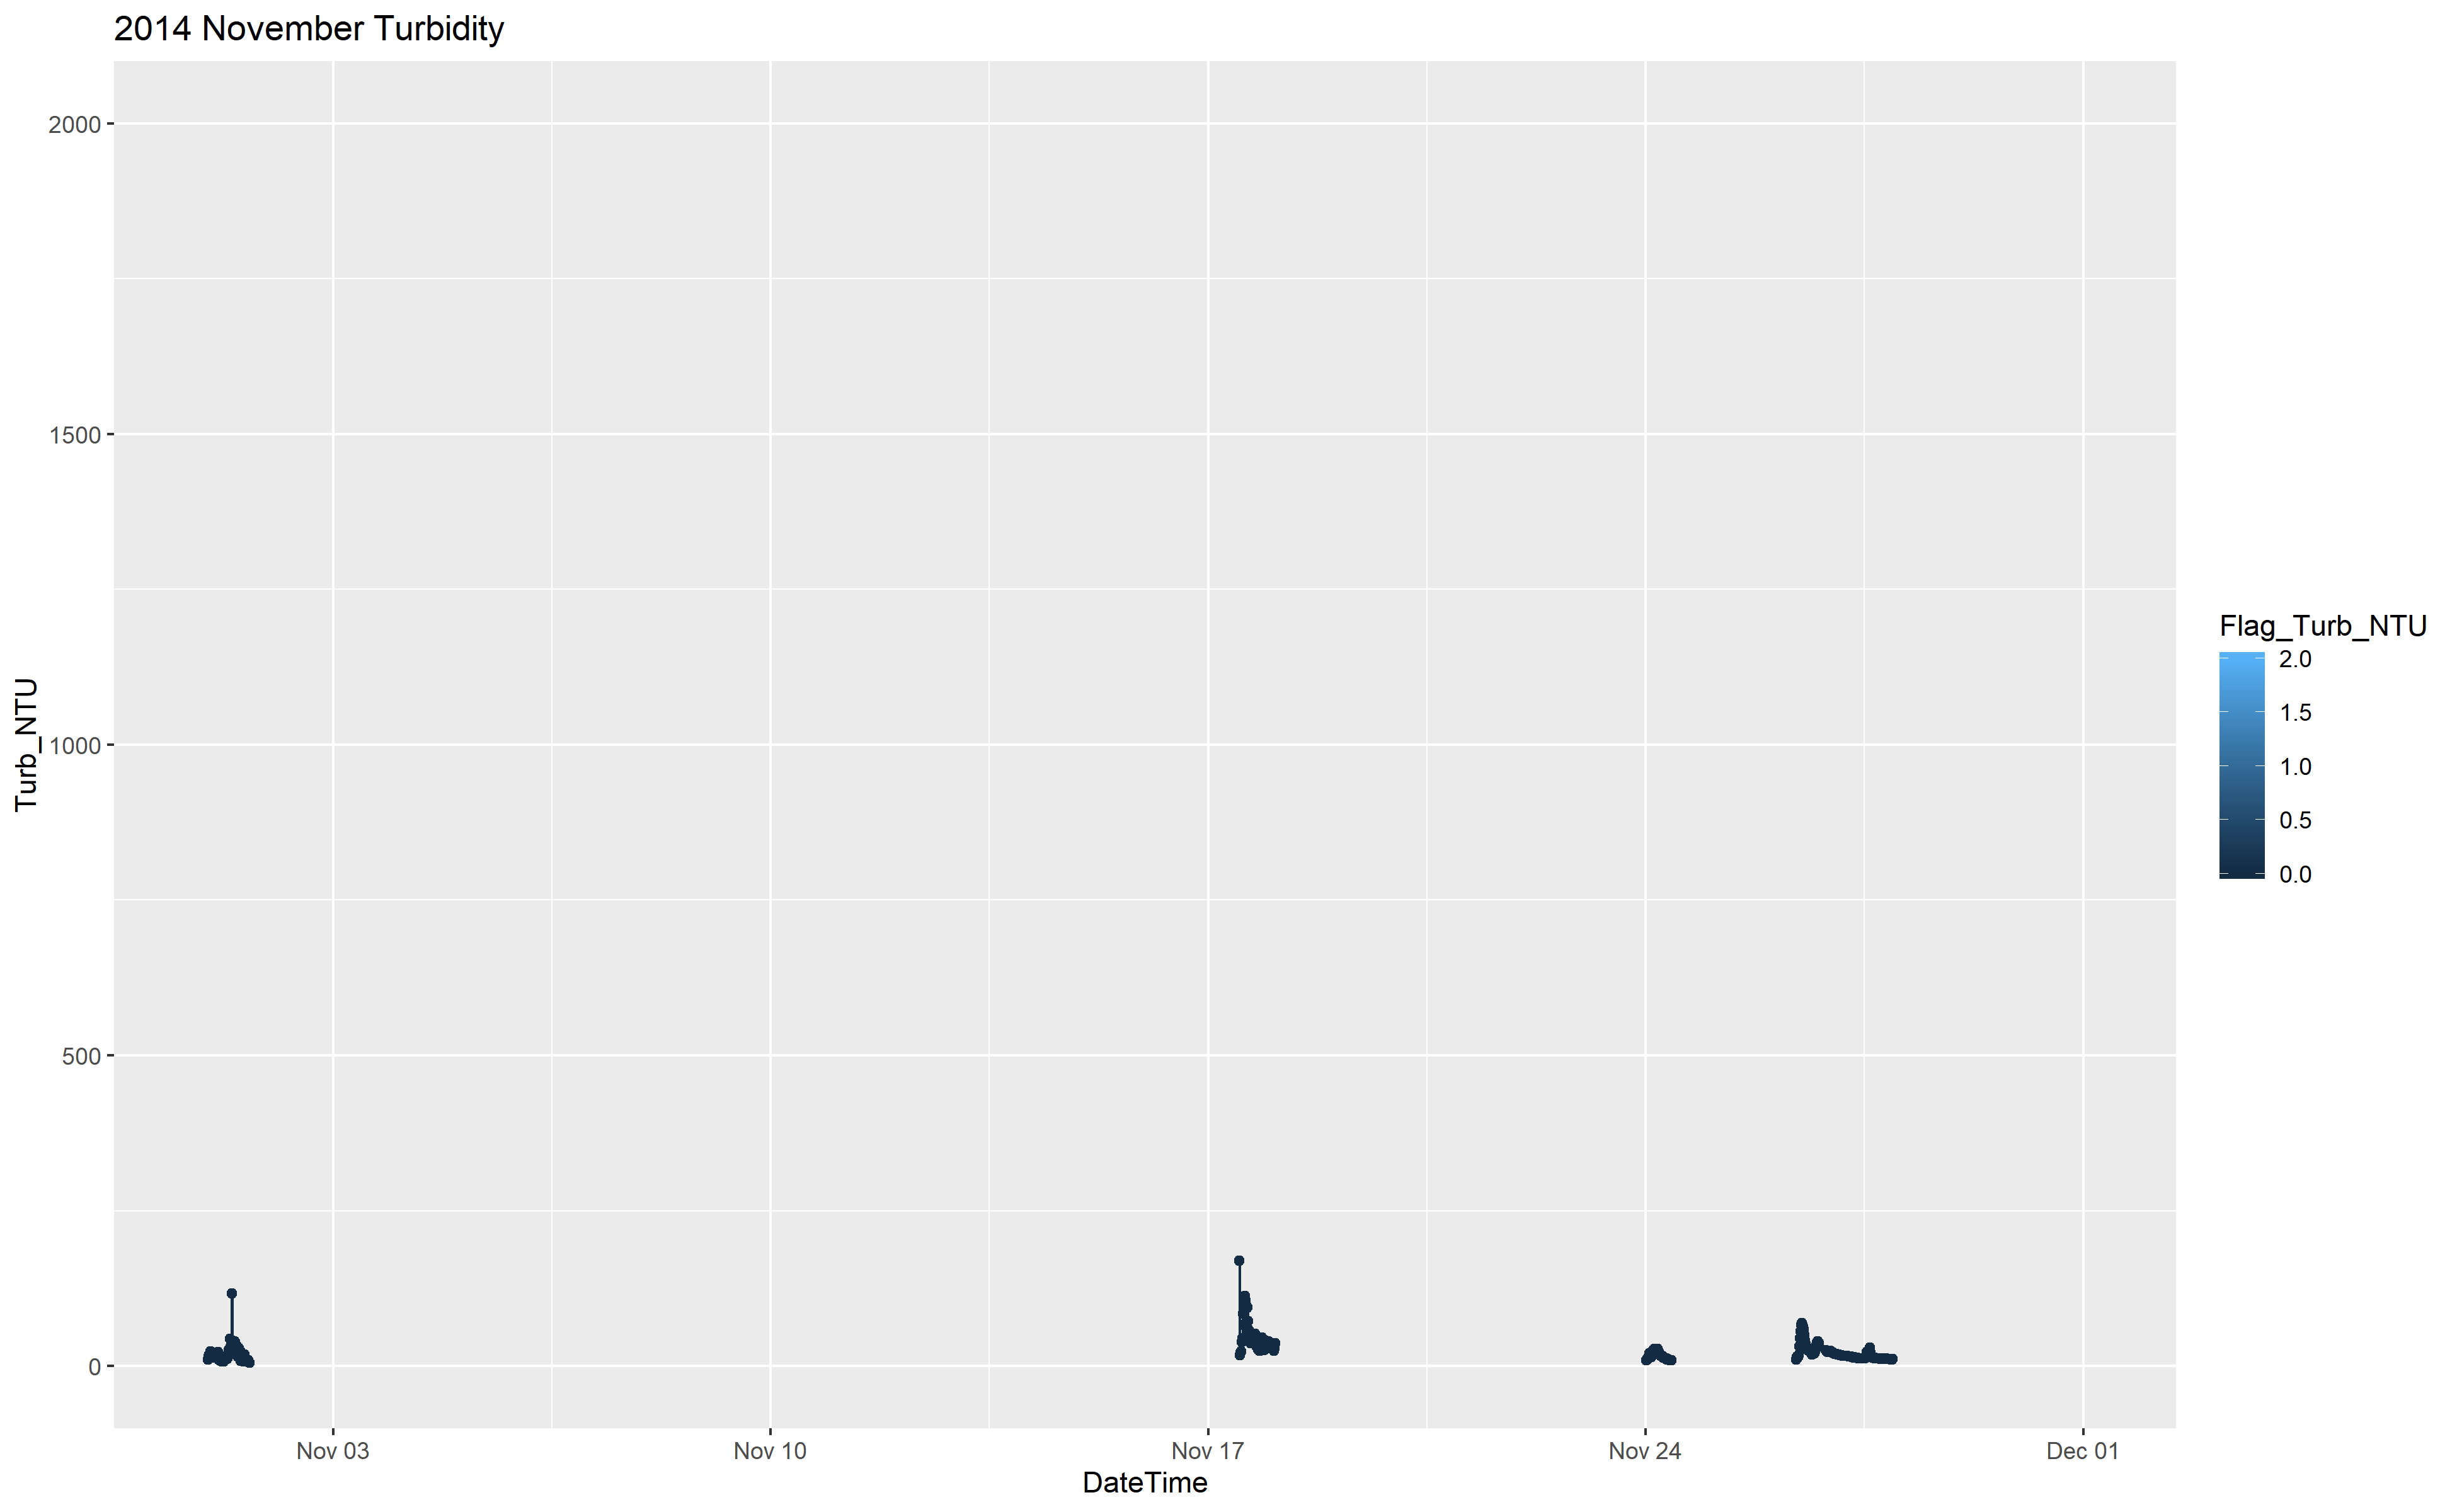 2014 November Turbidity
Turb_NTU
2000
1500
1000
500
0
Nov 03
Nov 10
Nov 17
Nov 24
Dec 01
DateTime
Flag_Turb_NTU
2.0
1.5
1.0
0.5
0.0